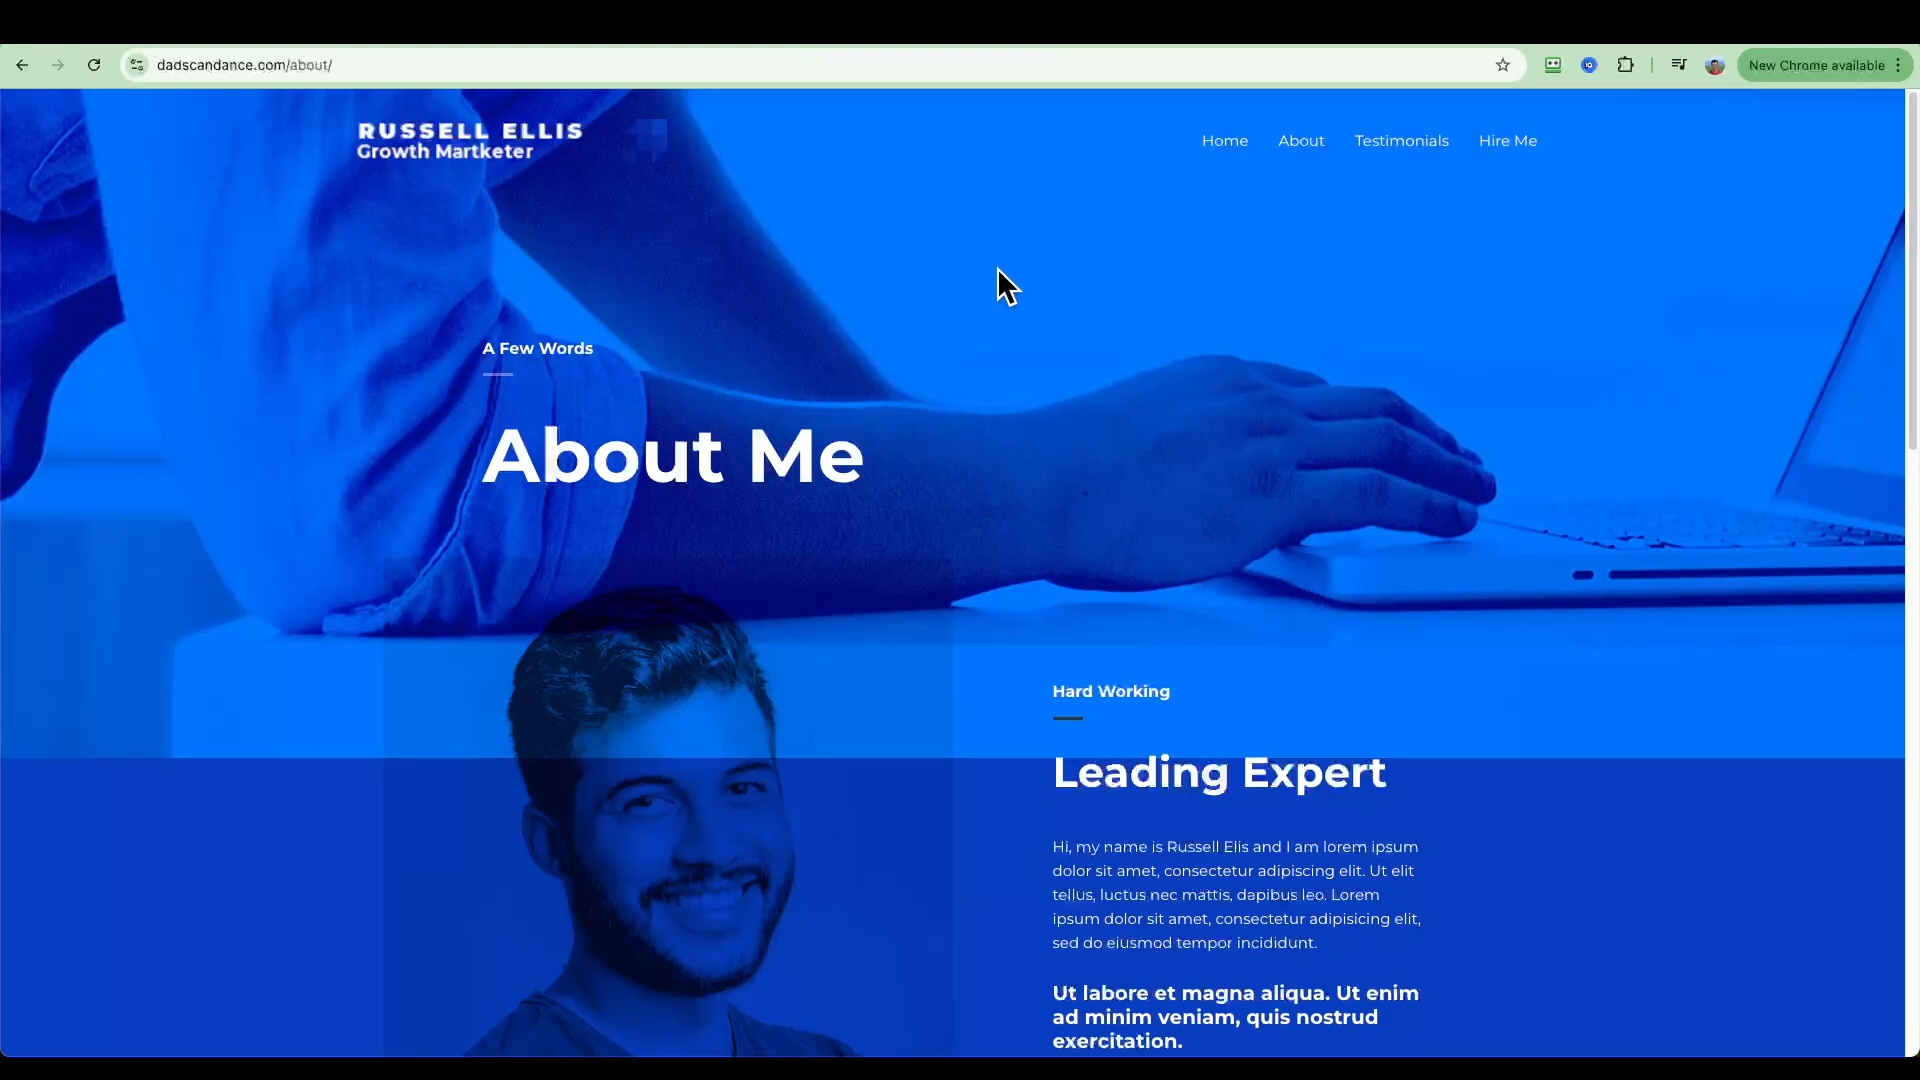 dadscandance.com/about/
New Chrome available
RUSSELL ELLIS
Growth Martketer
Home
About
Testimonials
Hire Me
A Few Words
About Me
Hard Working
Leading Expert
Hi, my name is Russell Elis and I am lorem ipsum
dolor sit amet, consectetur adipiscing elit. Ut elit
tellus, luctus nec mattis, dapibus leo. Lorem
ipsum dolor sit amet, consectetur adipisicing elit,
sed do eiusmod tempor incididunt.
Ut labore et magna aliqua. Ut enim
ad minim veniam, quis nostrud
exercitation.